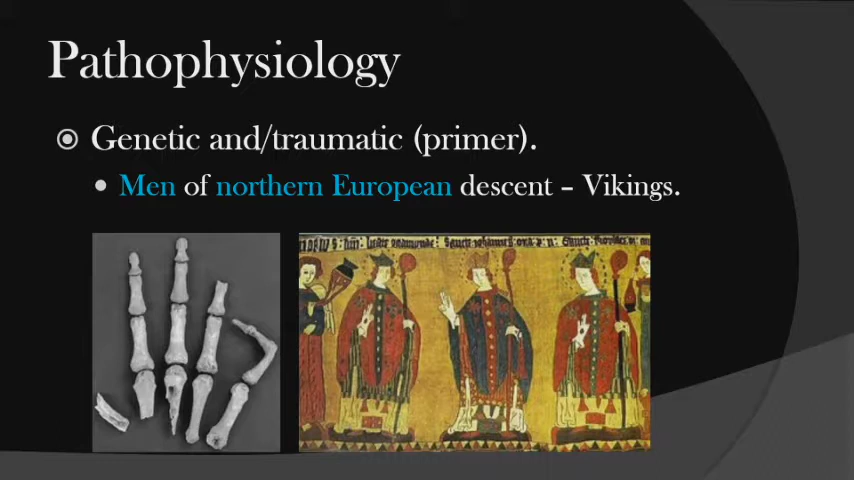 Pathophysiology
Genetic and/traumatic (primer).
Men of northern European descent – Vikings.